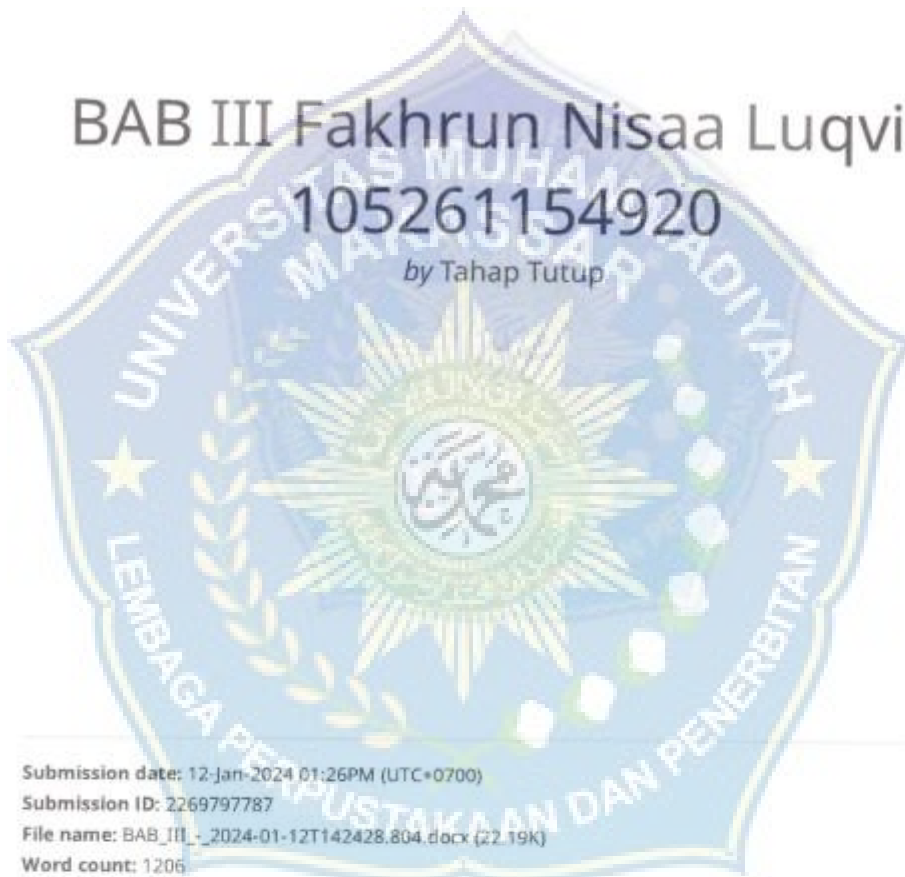 BAB III Fakhrun Nisaa Luqvi
105261154920
by Tahap Tutup
UNIVERSITAS MUHAMMADIYAH
MAKASSAR
LEMBAGA PERPUSTAKAAN DAN PENERBITAN
Submission date: 12-Jan-2024 01:26PM (UTC+0700)
Submission ID: 2269797787
File name: BAB_III_-_2024-01-12T142428.804.docx (22.19K)
Word count: 1206